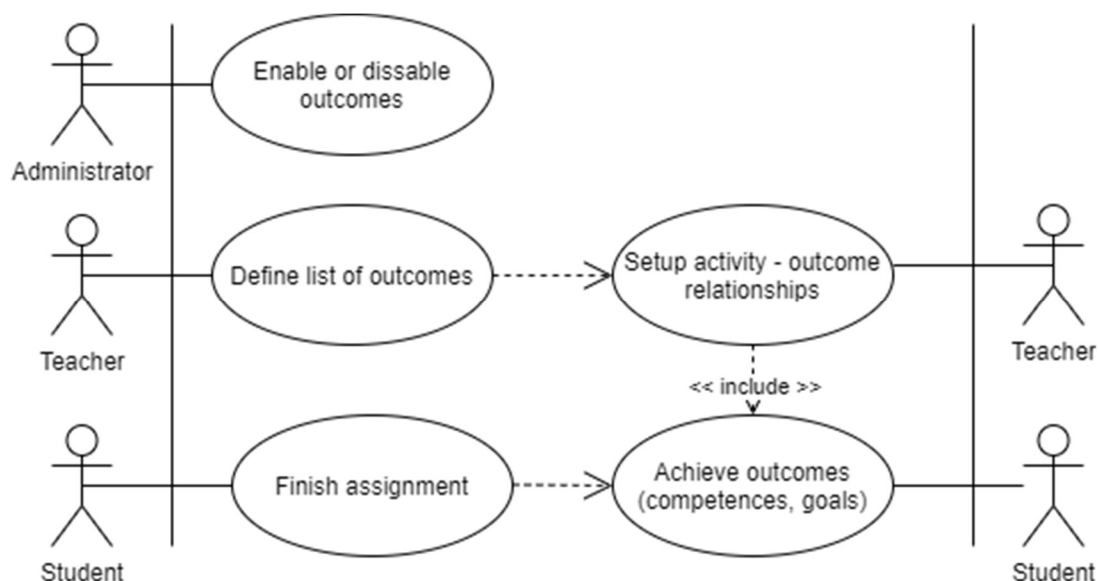 Enable or dissable
outcomes
Administrator
Define list of outcomes
Setup activity - outcome
relationships
Teacher
Teacher
<< include >>
Finish assignment
Achieve outcomes
(competences, goals)
Student
Student